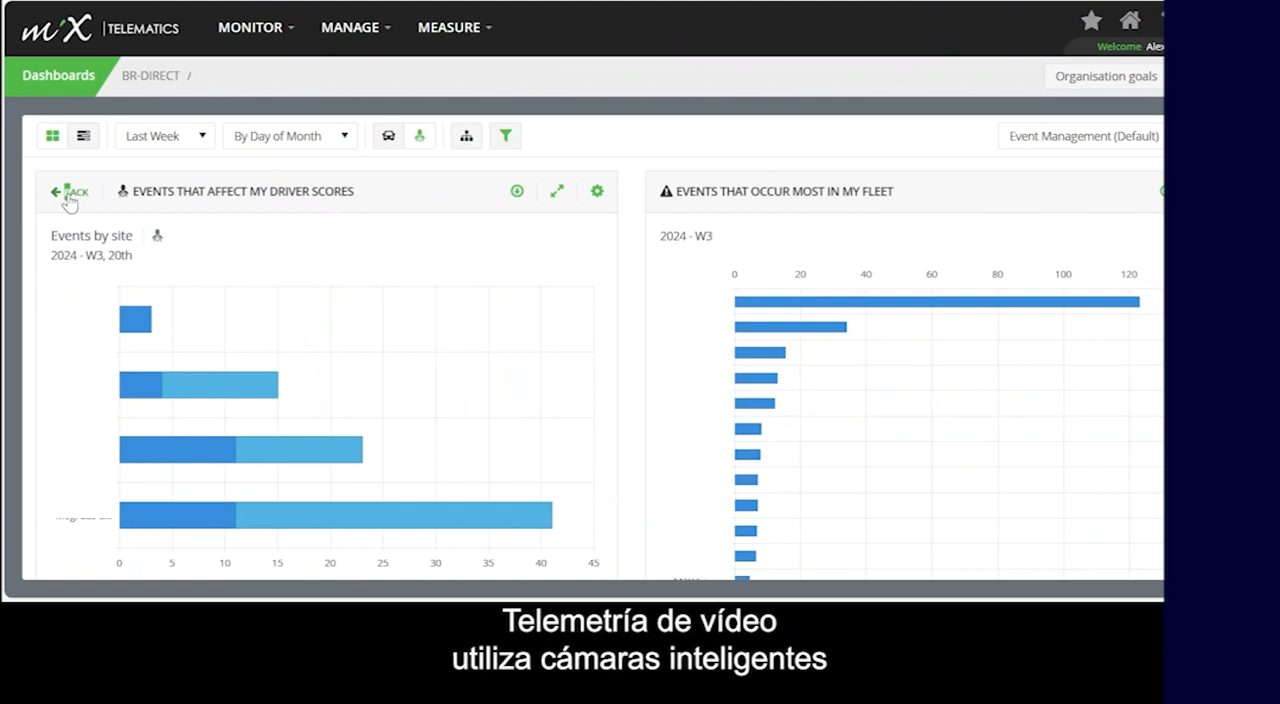 miX TELEMATICS
MONITOR MANAGE MEASURE
Welcome
Dashboards BR-DIRECT / Organisation goals
Last Week By Day of Month Event Management (Default)
EVENTS THAT AFFECT MY DRIVER SCORES
EVENTS THAT OCCUR MOST IN MY FLEET
Events by site
2024 - W3, 20th
2024 - W3
0 20 40 60 80 100 120
0 5 10 15 20 25 30 35 40 45
Telemetría de vídeo
utiliza cámaras inteligentes